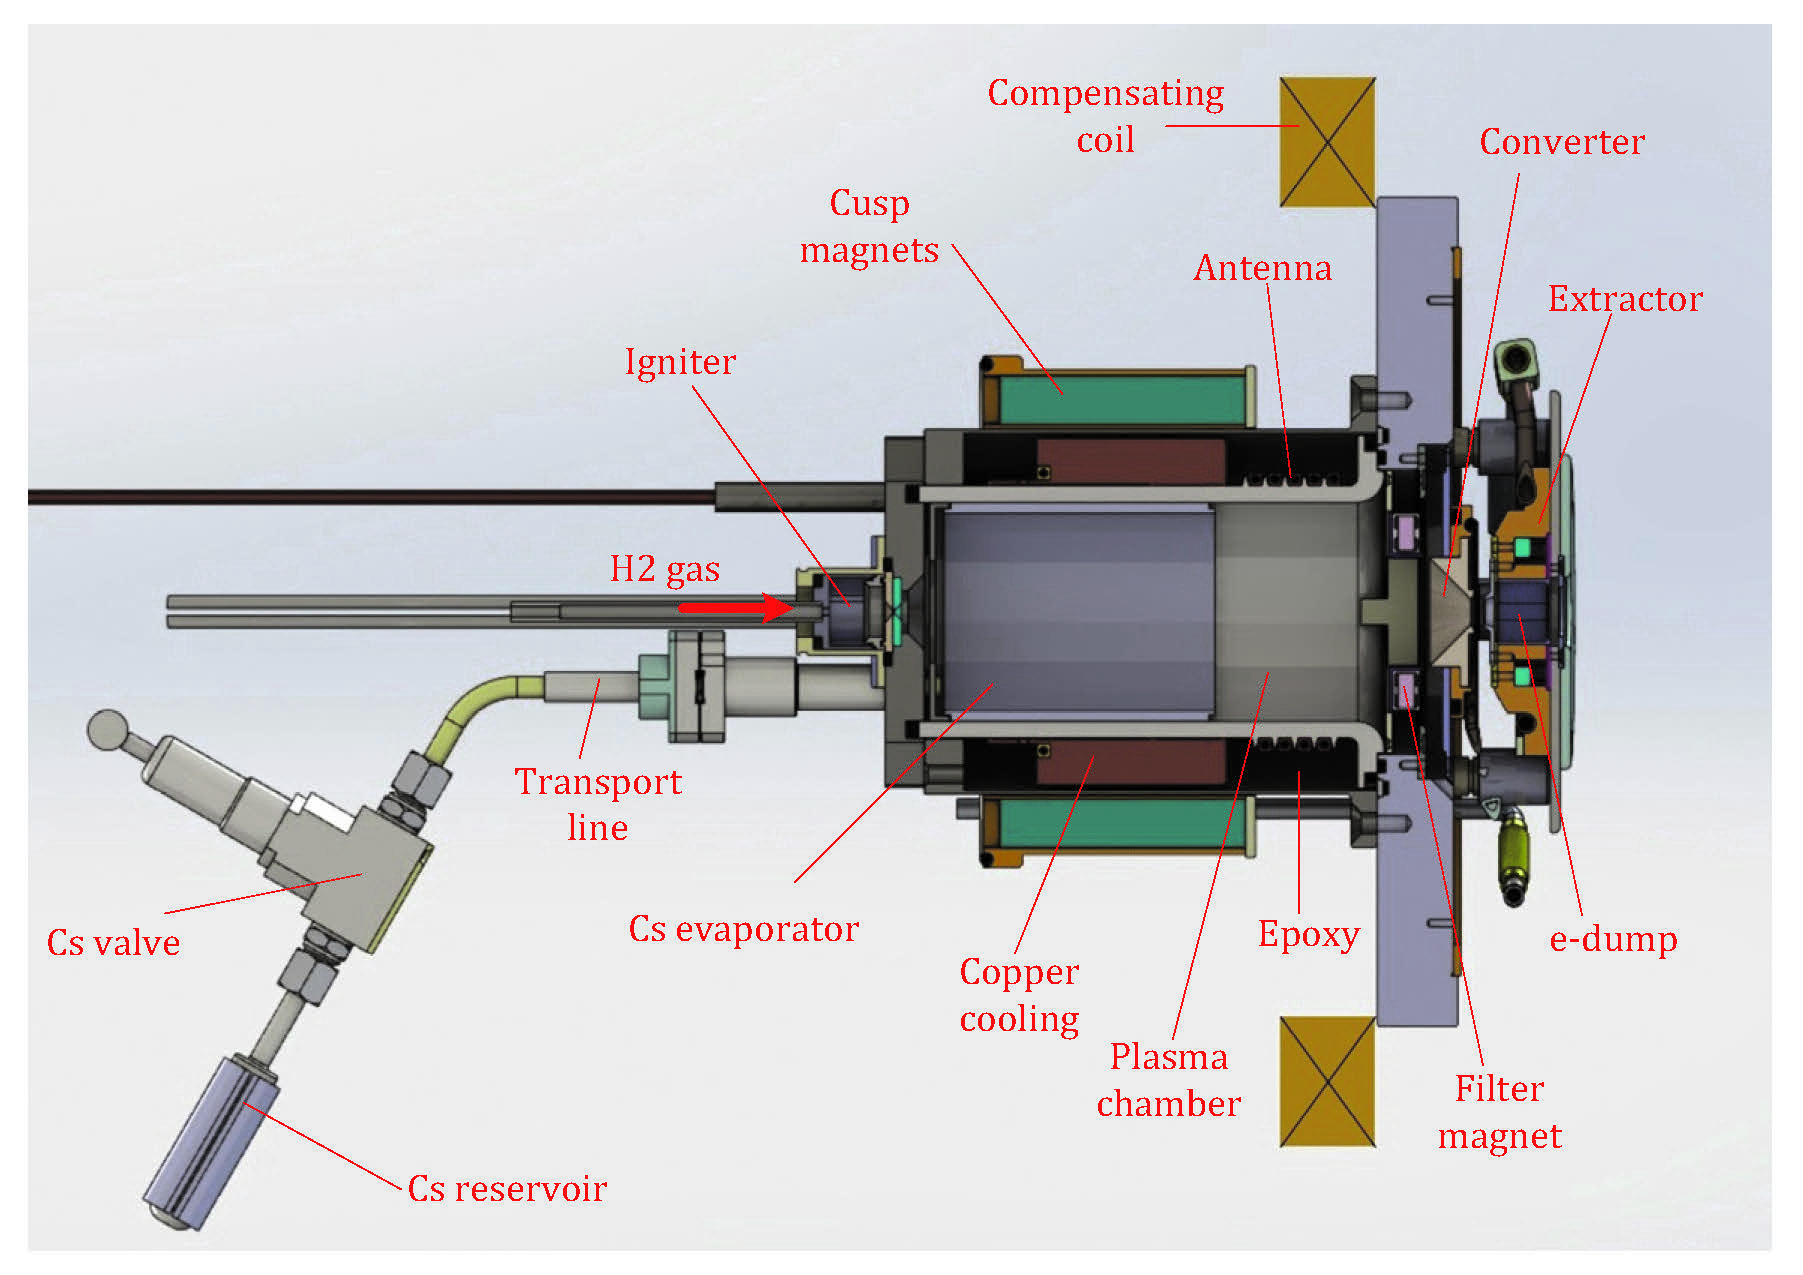 Compensating
coil
Converter
Cusp
magnets
Antenna
Extractor
Igniter
H2 gas
Transport
line
Cs valve
Cs evaporator
Epoxy
e-dump
Copper
cooling
Plasma
chamber
Filter
magnet
Cs reservoir